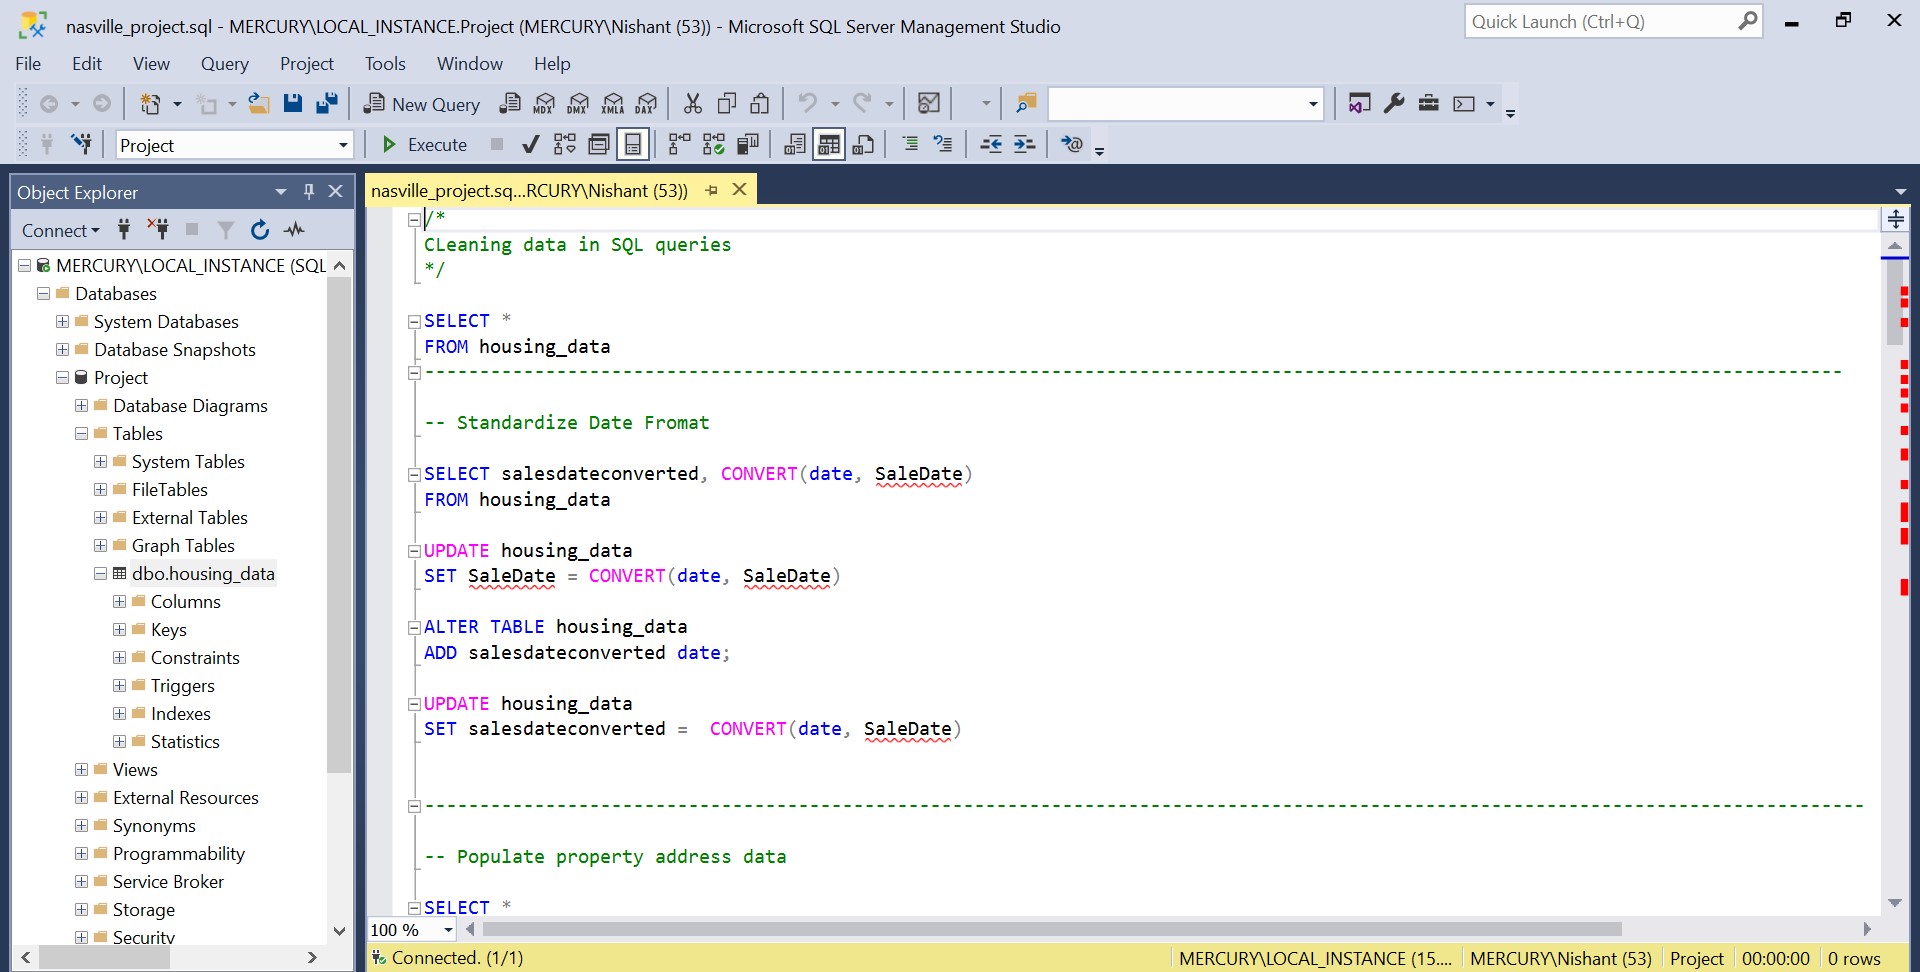 nasville_project.sql - MERCURY\LOCAL_INSTANCE.Project (MERCURY\Nishant (53)) - Microsoft SQL Server Management Studio
Quick Launch (Ctrl+Q)
File Edit View Query Project Tools Window Help
New Query MDX DMX XMLA DAX
Project Execute
Object Explorer
Connect
MERCURY\LOCAL_INSTANCE (SQL
Databases
System Databases
Database Snapshots
Project
Database Diagrams
Tables
System Tables
FileTables
External Tables
Graph Tables
dbo.housing_data
Columns
Keys
Constraints
Triggers
Indexes
Statistics
Views
External Resources
Synonyms
Programmability
Service Broker
Storage
Security
nasville_project.sq...RCURY\Nishant (53))
/*
CLeaning data in SQL queries
*/
SELECT *
FROM housing_data
-- Standardize Date Fromat
SELECT salesdateconverted, CONVERT(date, SaleDate)
FROM housing_data
UPDATE housing_data
SET SaleDate = CONVERT(date, SaleDate)
ALTER TABLE housing_data
ADD salesdateconverted date;
UPDATE housing_data
SET salesdateconverted =  CONVERT(date, SaleDate)
-- Populate property address data
SELECT *
100 %
Connected. (1/1)
MERCURY\LOCAL_INSTANCE (15.... MERCURY\Nishant (53) Project 00:00:00 0 rows